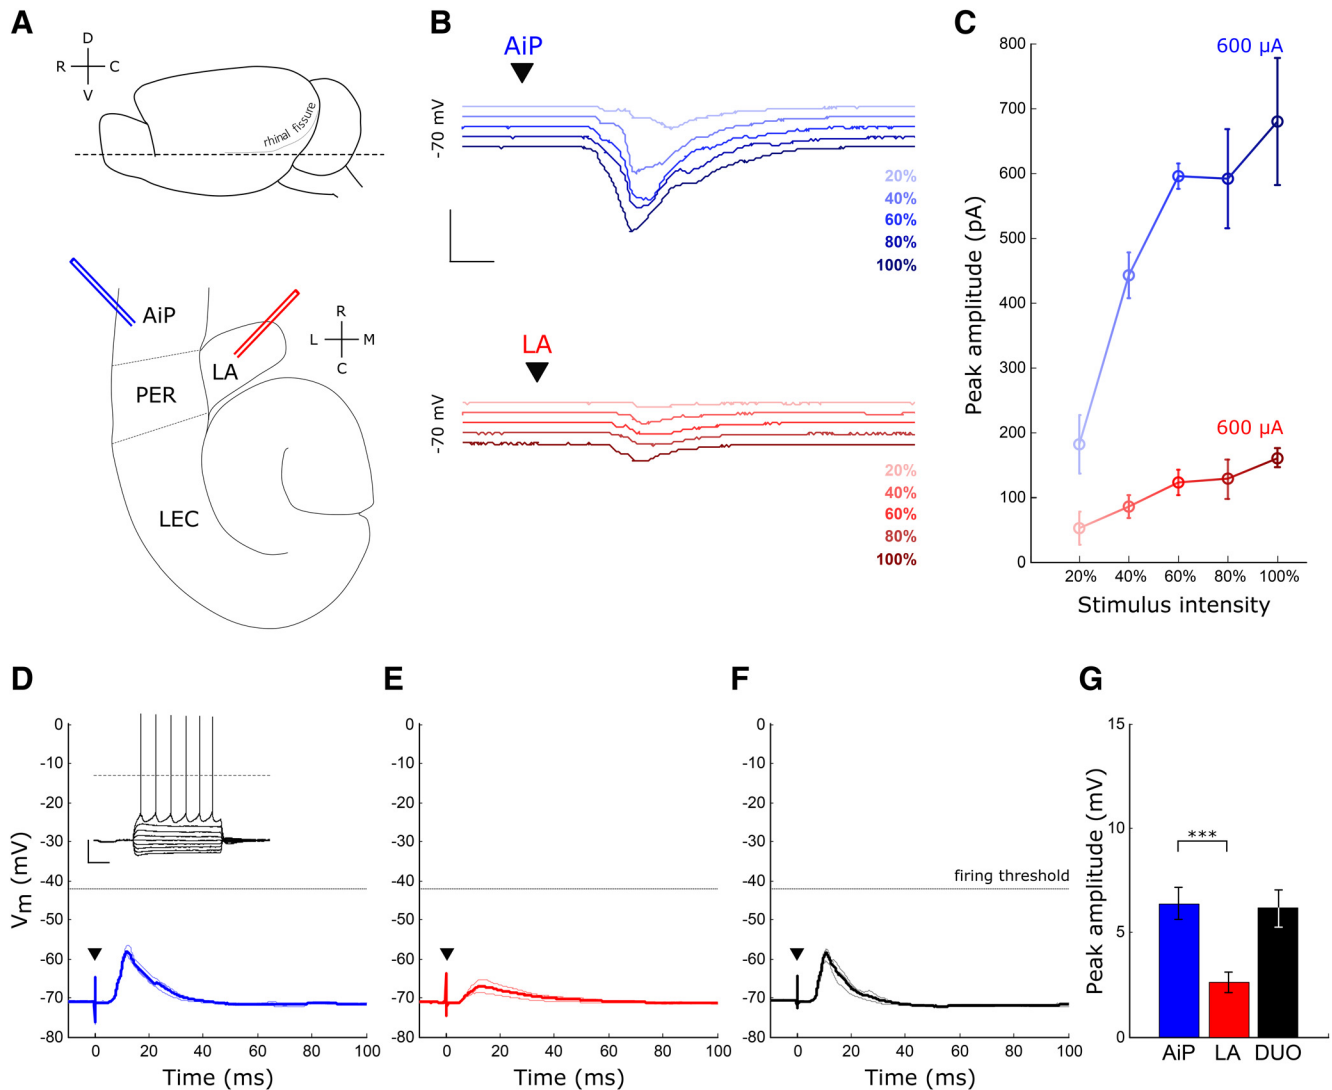 A
D
R C
V
rhinal fissure
AiP
R
L M
C
LA
PER
LEC
B
AiP
-70 mV
20%
40%
60%
80%
100%
LA
-70 mV
20%
40%
60%
80%
100%
C
600 µA
600 µA
Peak amplitude (pA)
800
700
600
500
400
300
200
100
0
20% 40% 60% 80% 100%
Stimulus intensity
D
Vm (mV)
0
-10
-20
-30
-40
-50
-60
-70
-80
0 20 40 60 80 100
Time (ms)
E
0
-10
-20
-30
-40
-50
-60
-70
-80
0 20 40 60 80 100
Time (ms)
F
0
-10
-20
-30
-40
-50
-60
-70
-80
firing threshold
0 20 40 60 80 100
Time (ms)
G
Peak amplitude (mV)
15
10
5
0
***
AiP LA DUO